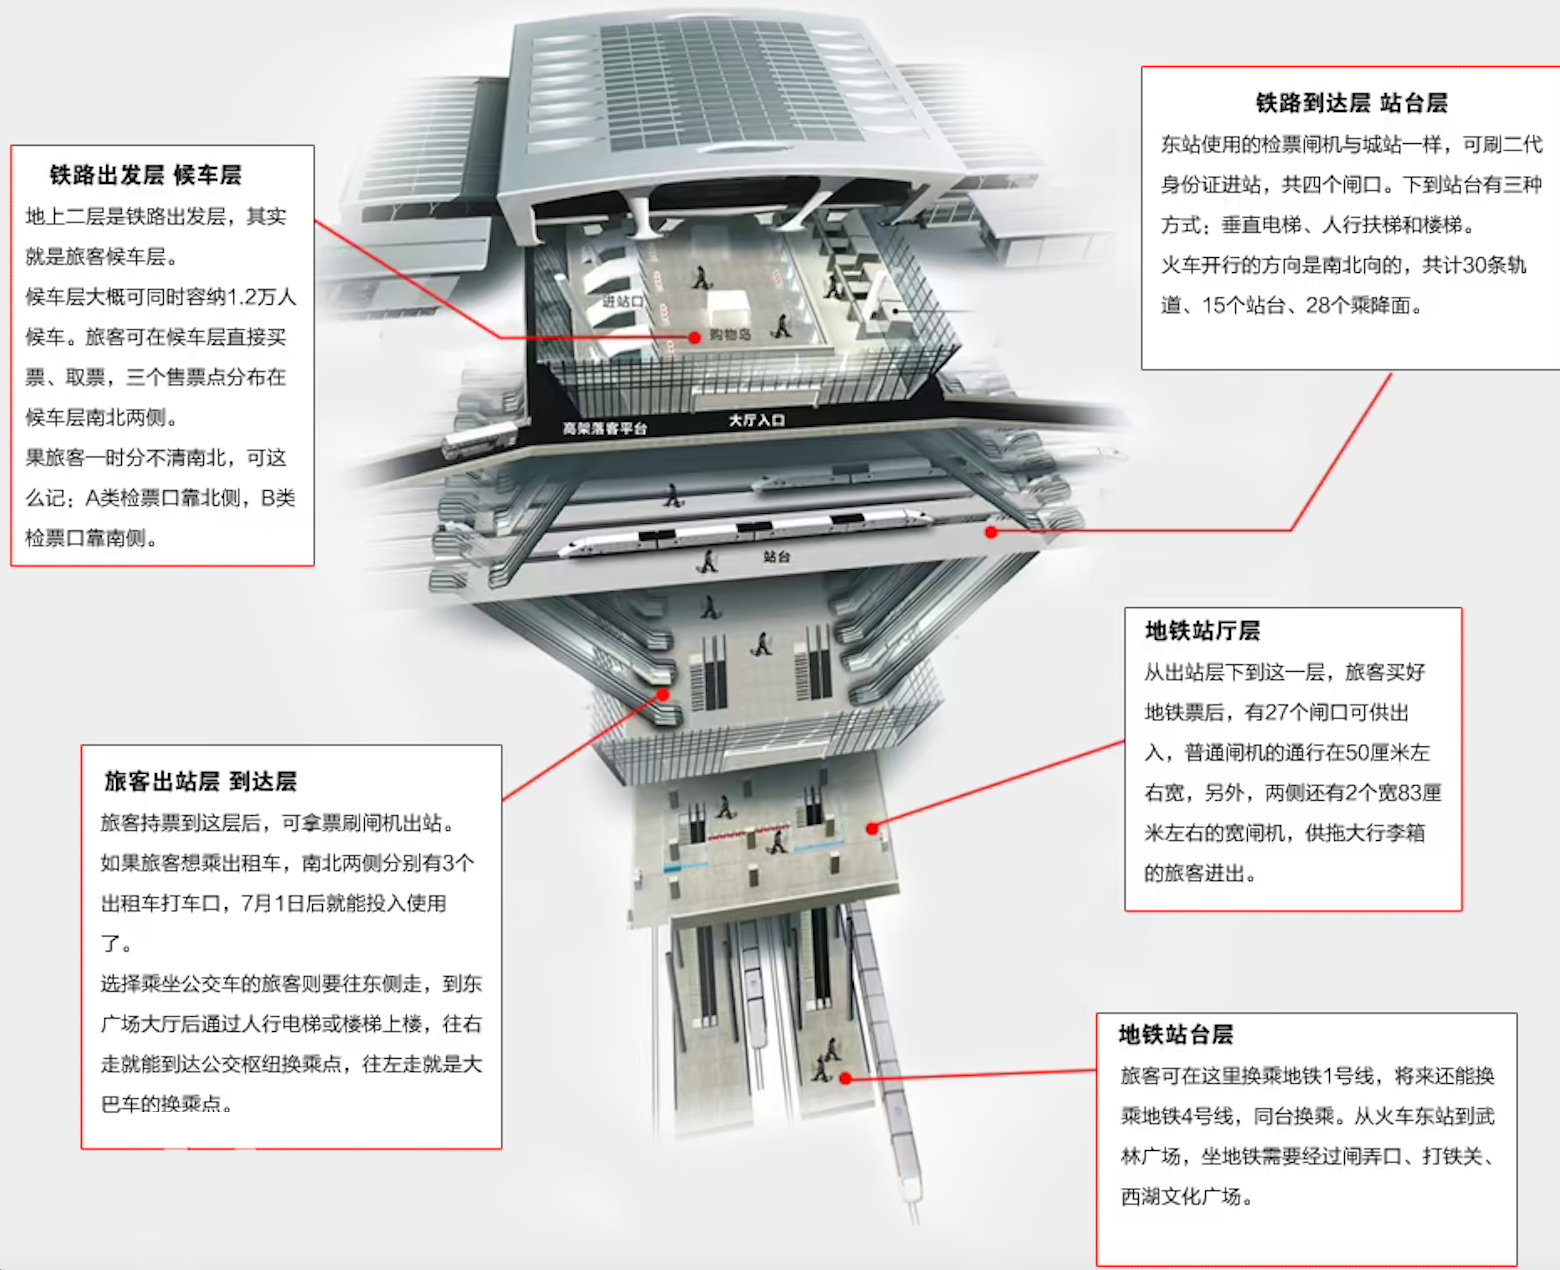 铁路出发层 候车层
地上二层是铁路出发层，其实
就是旅客候车层。
候车层大概可同时容纳1.2万人
候车。旅客可在候车层直接买
票、取票，三个售票点分布在
候车层南北两侧。
果旅客一时分不清南北，可这
么记；A类检票口靠北侧，B类
检票口靠南侧。
铁路到达层 站台层
东站使用的检票闸机与城站一样，可刷二代
身份证进站，共四个闸口。下到站台有三种
方式；垂直电梯、人行扶梯和楼梯。
火车开行的方向是南北向的，共计30条轨
道、15个站台、28个乘降面。
进站口
购物岛
大厅入口
高架落客平台
站台
地铁站厅层
从出站层下到这一层，旅客买好
地铁票后，有27个闸口可供出
入，普通闸机的通行在50厘米左
右宽，另外，两侧还有2个宽83厘
米左右的宽闸机，供拖大行李箱
的旅客进出。
旅客出站层 到达层
旅客持票到这层后，可拿票刷闸机出站。
如果旅客想乘出租车，南北两侧分别有3个
出租车打车口，7月1日后就能投入使用
了。
选择乘坐公交车的旅客则要往东侧走，到东
广场大厅后通过人行电梯或楼梯上楼，往右
走就能到达公交枢纽换乘点，往左走就是大
巴车的换乘点。
地铁站台层
旅客可在这里换乘地铁1号线，将来还能换
乘地铁4号线，同台换乘。从火车东站到武
林广场，坐地铁需要经过闸弄口、打铁关、
西湖文化广场。